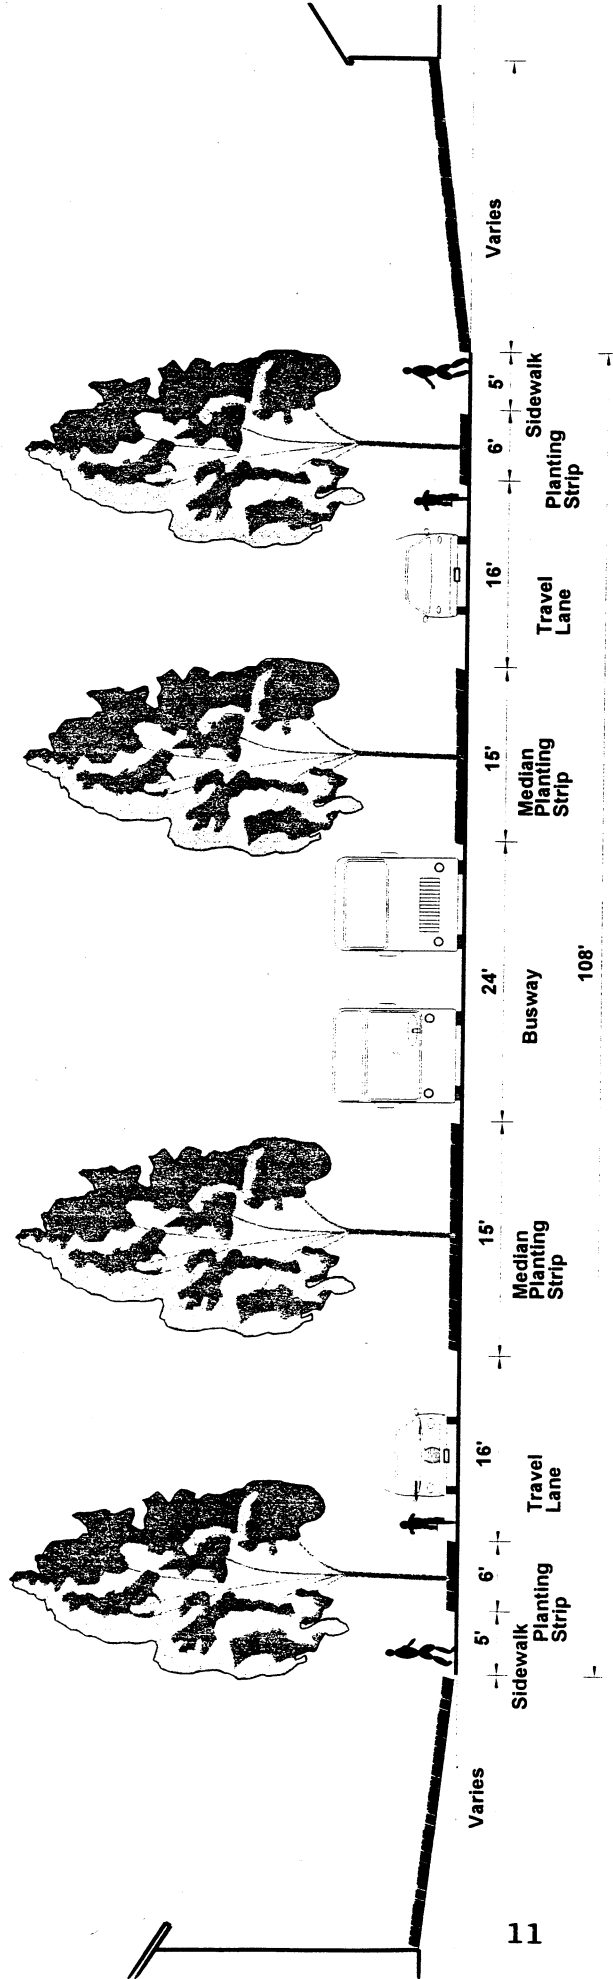 Varies
5'
6'
16'
15'
24'
15'
16'
6'
5'
Varies
Sidewalk
Planting
Strip
Travel
Lane
Median
Planting
Strip
Busway
Median
Planting
Strip
Travel
Lane
Planting
Strip
Sidewalk
108'
11